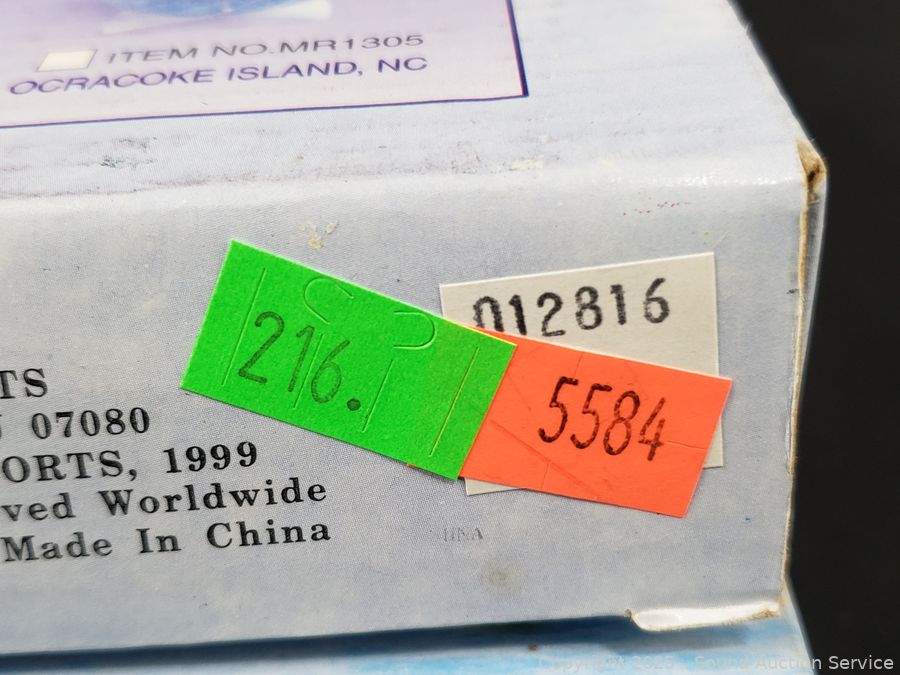 ITEM NO.MR1305
OCRACOKE ISLAND, NC
012816
216.
5584
TS
07080
ORTS, 1999
ved Worldwide
Made In China
Copyright 2025 Sound Auction Service